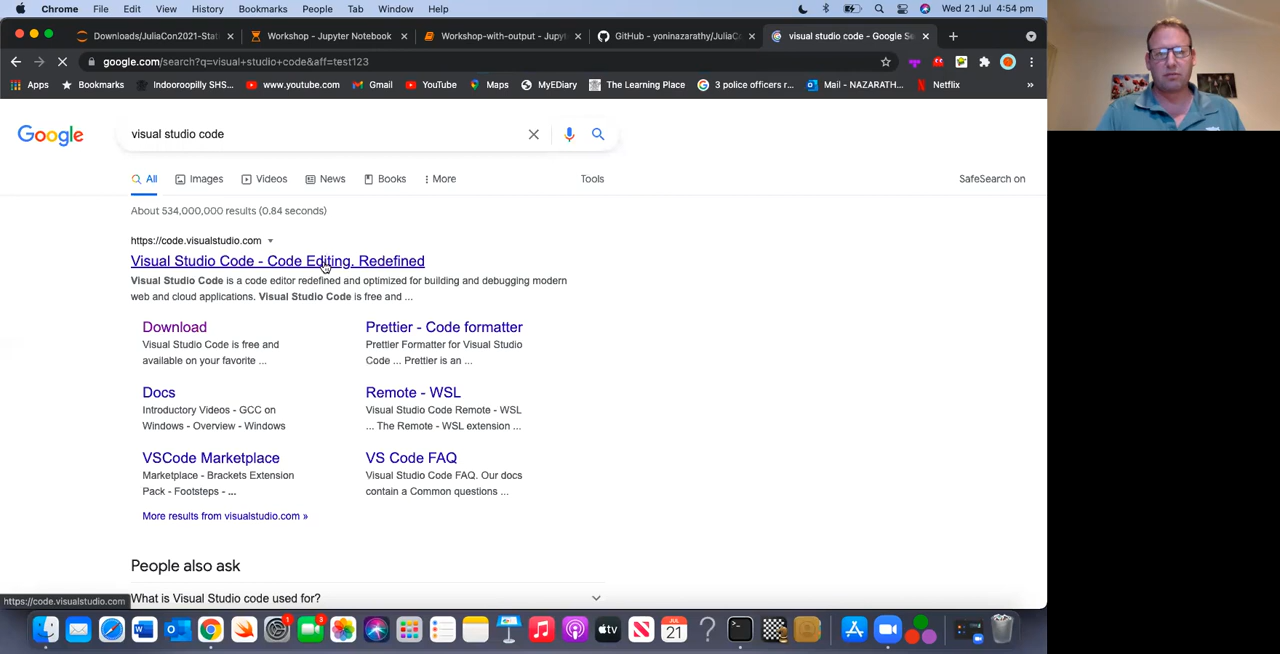 Chrome File Edit View History Bookmarks People Tab Window Help Wed 21 Jul 4:54 pm
Downloads/JuliaCon2021-Stati Workshop - Jupyter Notebook Workshop-with-output - Jupyt GitHub - yoninazarathy/JuliaC visual studio code - Google Se
google.com/search?q=visual+studio+code&aff=test123
Apps Bookmarks Indooroopilly SHS... www.youtube.com Gmail YouTube Maps MyEDiary The Learning Place 3 police officers r... Mail - NAZARATH... Netflix »
Google visual studio code
All Images Videos News Books More Tools SafeSearch on
About 534,000,000 results (0.84 seconds)
https://code.visualstudio.com
Visual Studio Code - Code Editing. Redefined
Visual Studio Code is a code editor redefined and optimized for building and debugging modern
web and cloud applications. Visual Studio Code is free and ...
Download
Visual Studio Code is free and
available on your favorite ...
Prettier - Code formatter
Prettier Formatter for Visual Studio
Code ... Prettier is an ...
Docs
Introductory Videos - GCC on
Windows - Overview - Windows
Remote - WSL
Visual Studio Code Remote - WSL
... The Remote - WSL extension ...
VSCode Marketplace
Marketplace - Brackets Extension
Pack - Footsteps - ...
VS Code FAQ
Visual Studio Code FAQ. Our docs
contain a Common questions ...
More results from visualstudio.com »
People also ask
What is Visual Studio code used for?
https://code.visualstudio.com
1 3 tv JUL 21